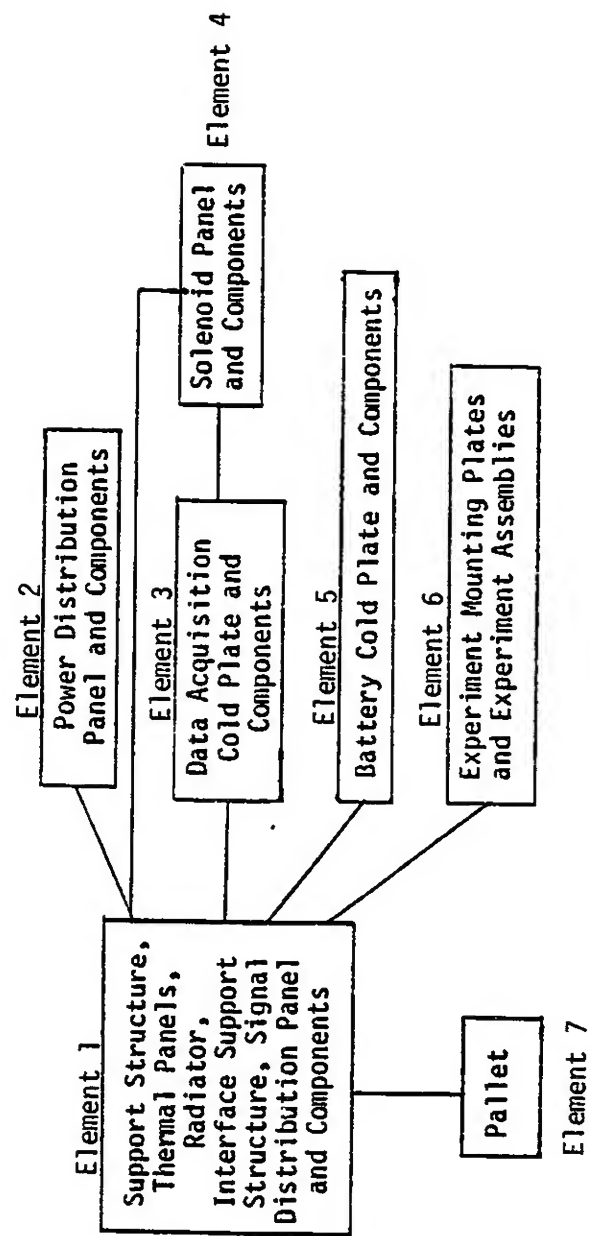 Element 1
Support Structure,
Thermal Panels,
Radiator,
Interface Support
Structure, Signal
Distribution Panel
and Components
Element 2
Power Distribution
Panel and Components
Element 3
Data Acquisition
Cold Plate and
Components
Solenoid Panel
and Components
Element 4
Element 5
Battery Cold Plate and Components
Element 6
Experiment Mounting Plates
and Experiment Assemblies
Pallet
Element 7